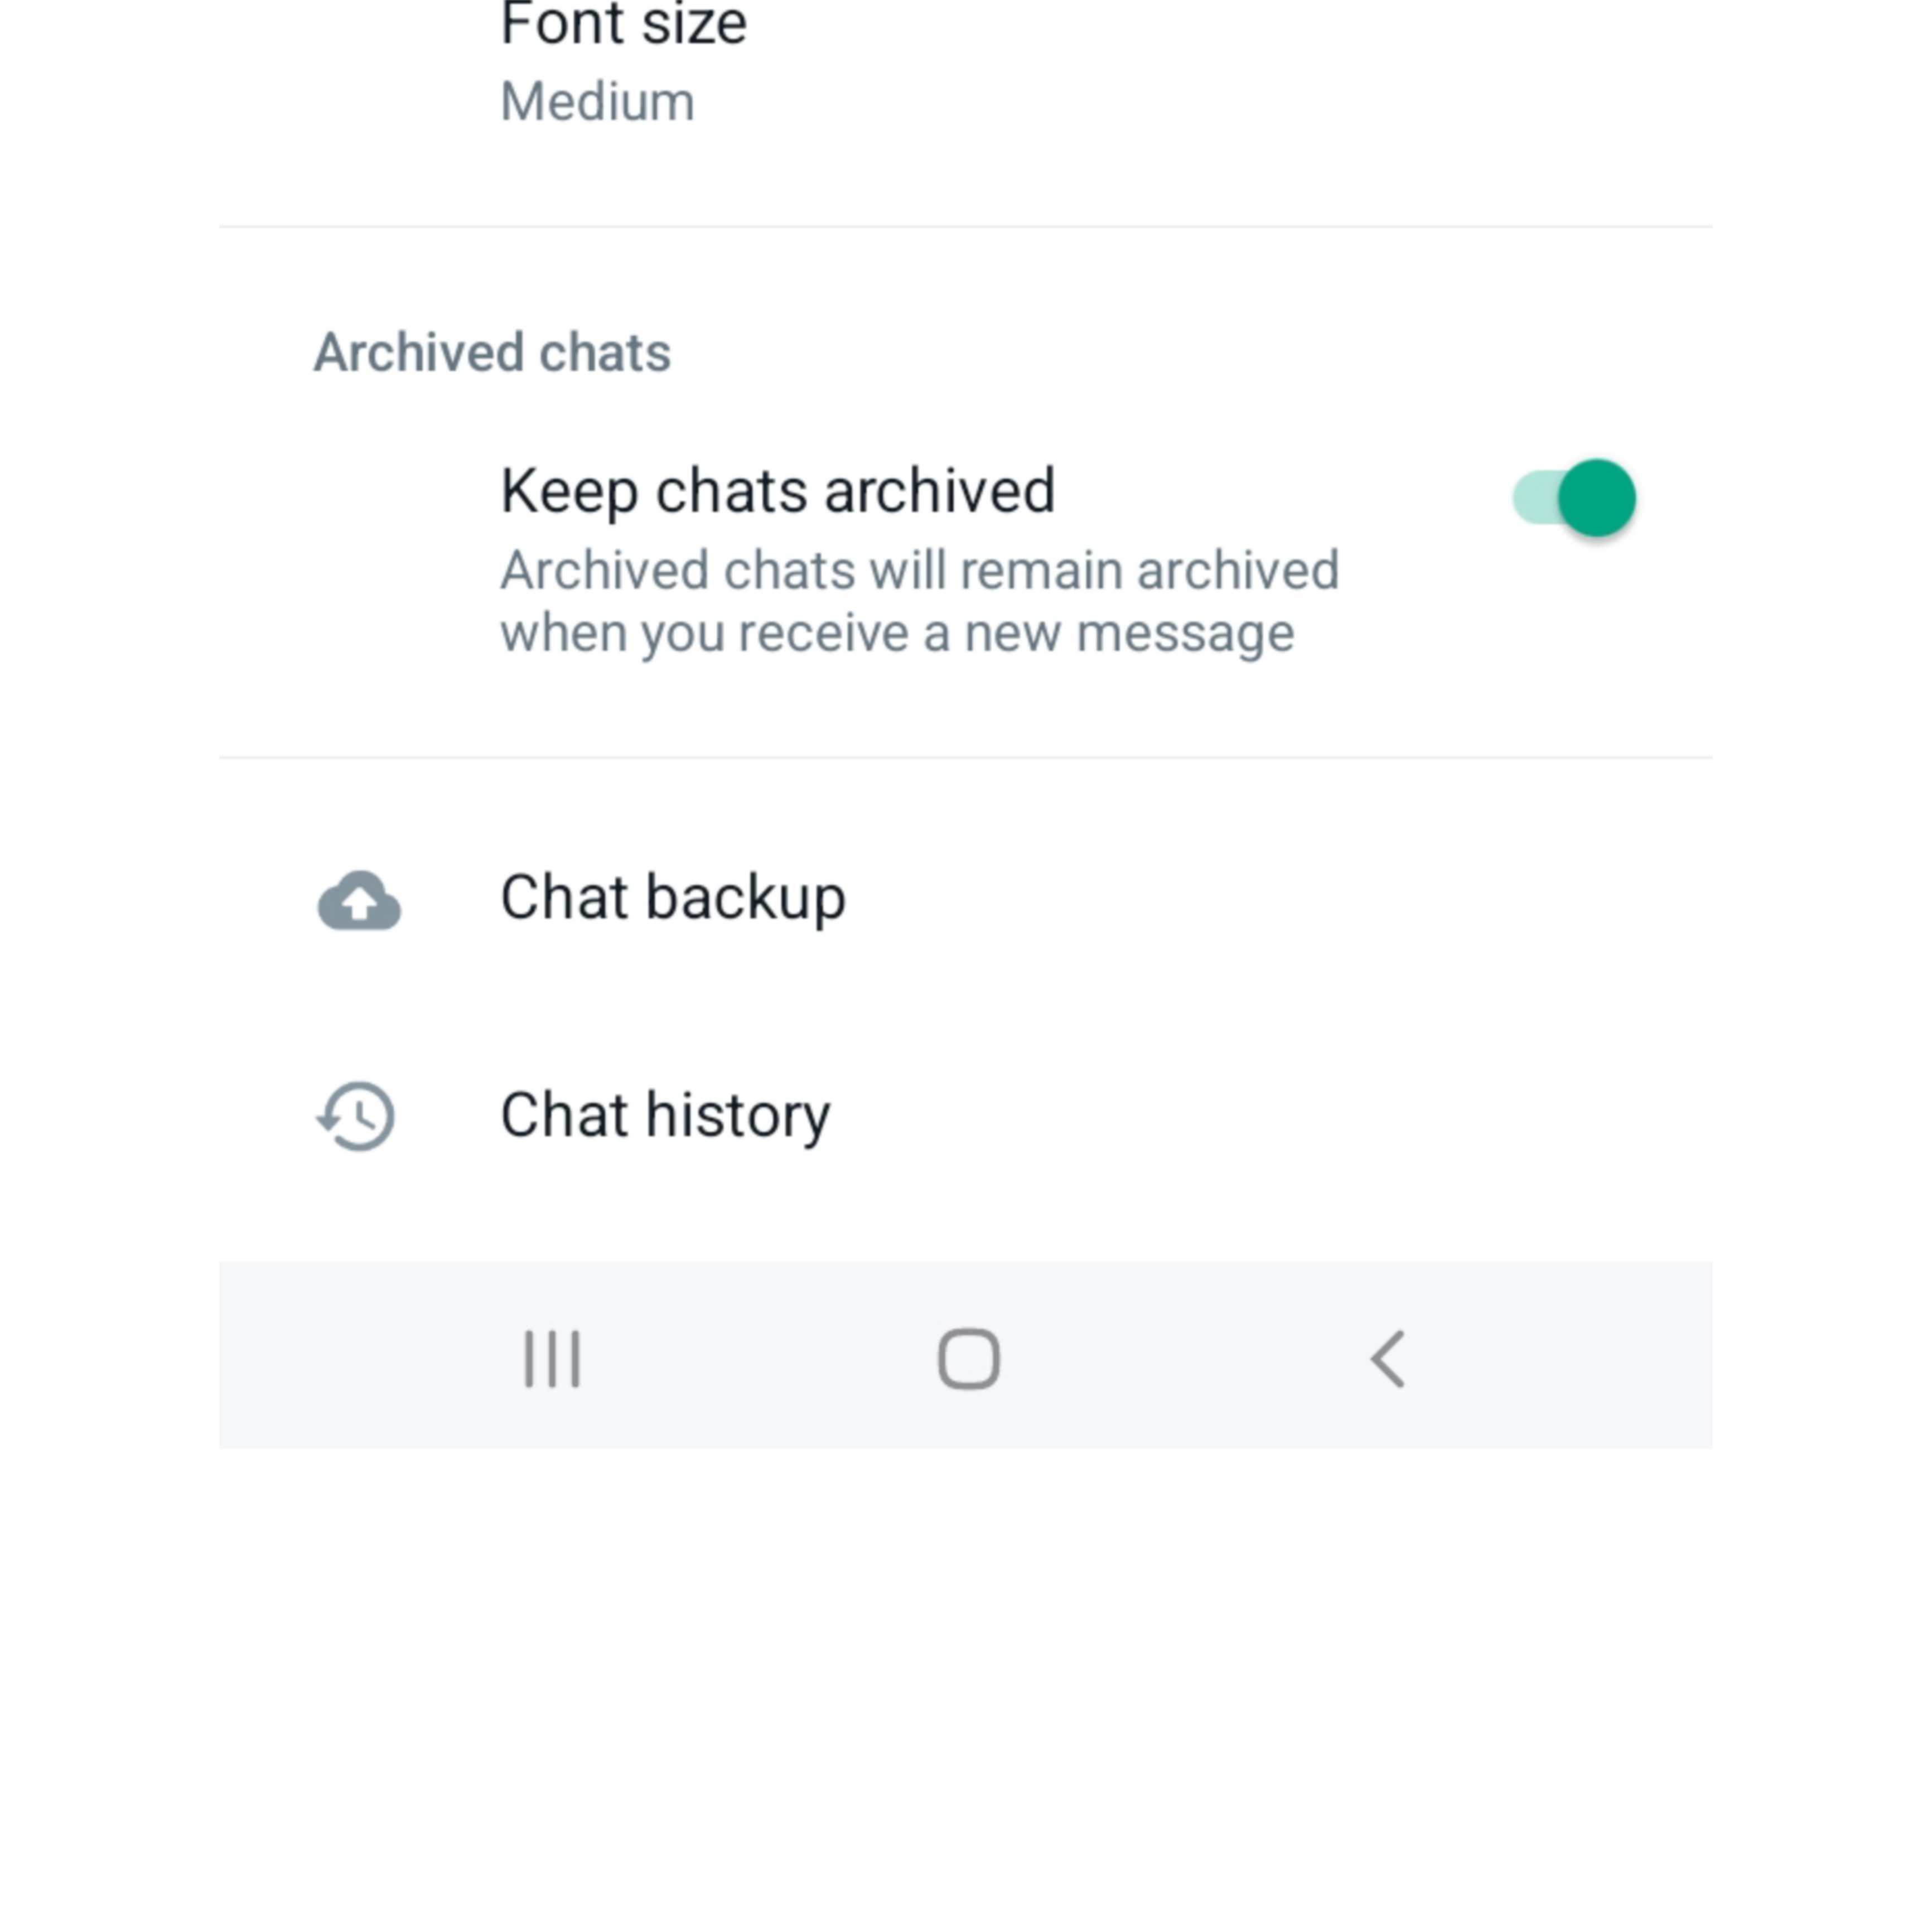 Font size
Medium
Archived chats
Keep chats archived
Archived chats will remain archived
when you receive a new message
Chat backup
Chat history